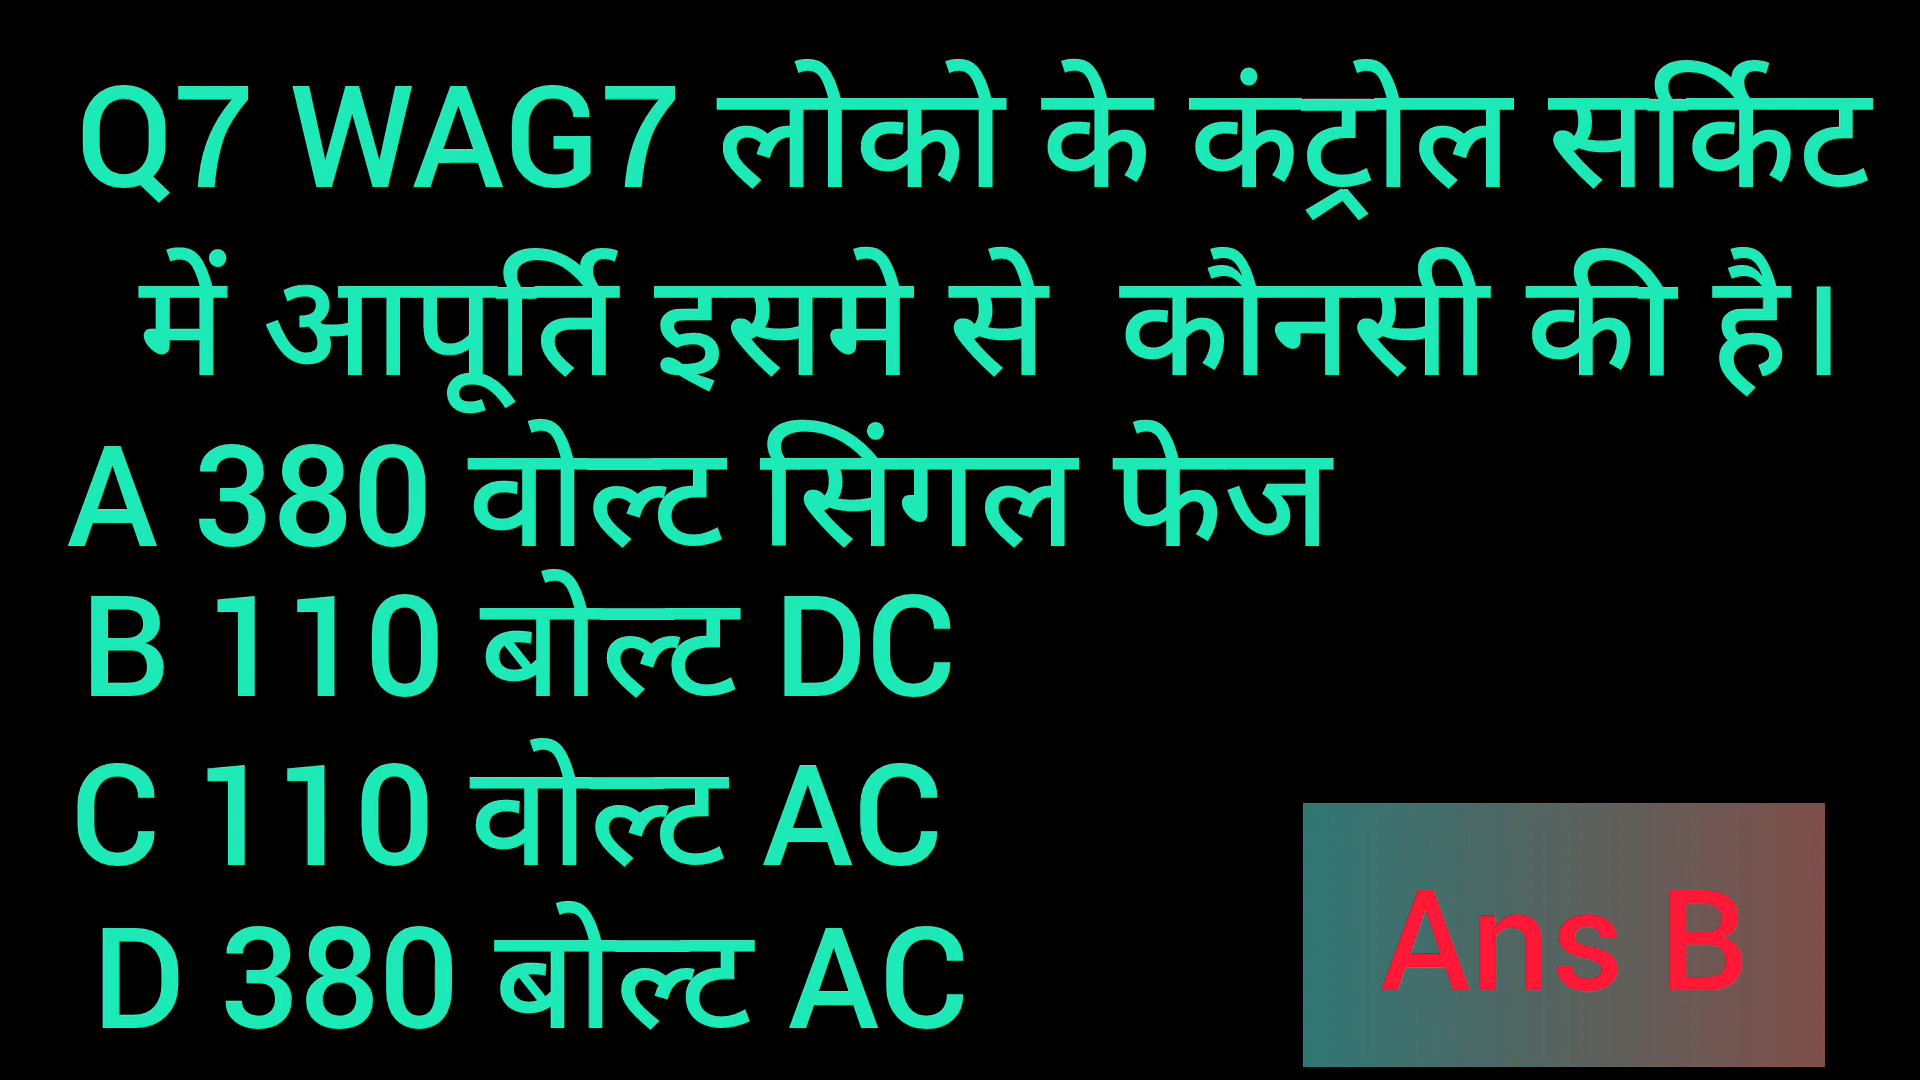 Q7 WAG7 लोको के कंट्रोल सर्किट
में आपूर्ति इसमे से कौनसी की है।
A 380 वोल्ट सिंगल फेज
B 110 बोल्ट DC
C 110 वोल्ट AC
D 380 बोल्ट AC
Ans B